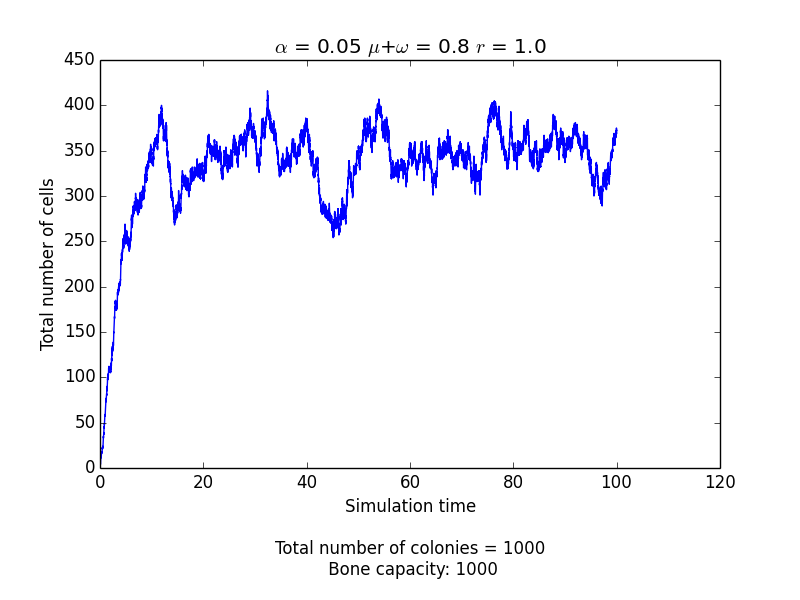 α = 0.05 μ+ω = 0.8 r = 1.0
Total number of cells
450
400
350
300
250
200
150
100
50
0
0 20 40 60 80 100 120
Simulation time
Total number of colonies = 1000
Bone capacity: 1000